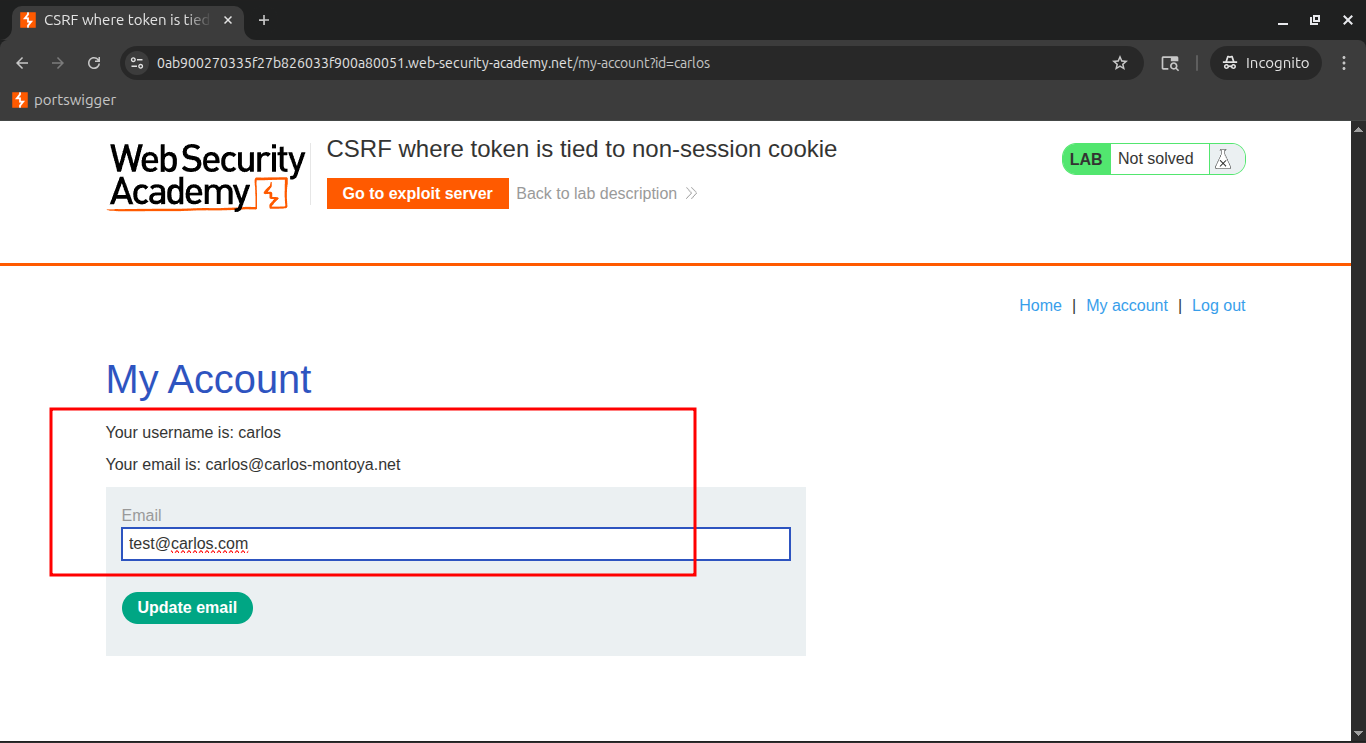 CSRF where token is tied
0ab900270335f27b826033f900a80051.web-security-academy.net/my-account?id=carlos
Incognito
portswigger
WebSecurity
Academy
CSRF where token is tied to non-session cookie
Go to exploit server
Back to lab description
LAB
Not solved
Home | My account | Log out
My Account
Your username is: carlos
Your email is: carlos@carlos-montoya.net
Email
test@carlos.com
Update email